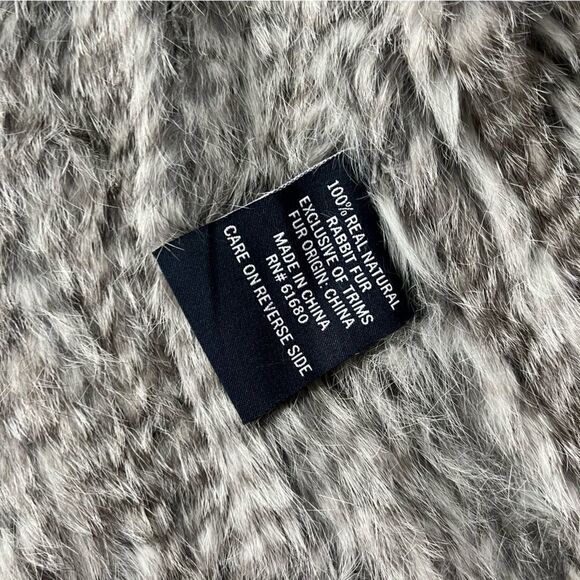 100% REAL NATURAL
RABBIT FUR
EXCLUSIVE OF TRIMS
FUR ORIGIN: CHINA
MADE IN CHINA
RN# 61680
CARE ON REVERSE SIDE